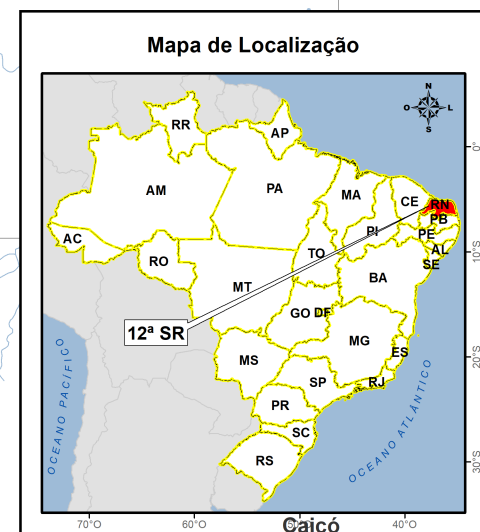 Mapa de Localização
N
O L
S
RR
AP
AM
PA
MA
CE
RN
PB
PI
PE
AL
SE
AC
RO
TO
MT
BA
GO DF
12ª SR
MG
MS
ES
SP
RJ
PR
SC
RS
OCEANO PACÍFICO
OCEANO ATLÂNTICO
0°
10°S
20°S
30°S
70°O 60°O 50°O 40°O
Caicó